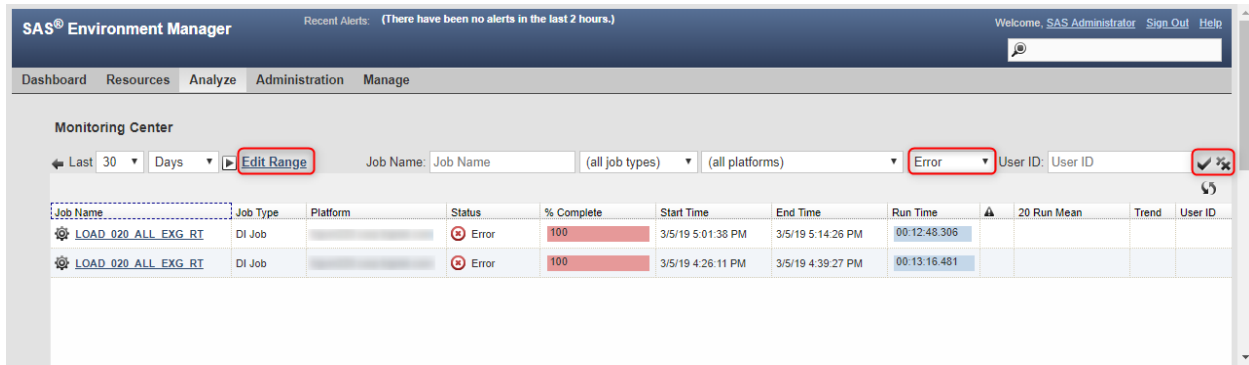 SAS® Environment Manager
Recent Alerts: (There have been no alerts in the last 2 hours.)
Welcome, SAS Administrator Sign Out Help
Dashboard Resources Analyze Administration Manage
Monitoring Center
Last 30 Days Edit Range Job Name: Job Name (all job types) (all platforms) Error User ID: User ID
Job Name Job Type Platform Status % Complete Start Time End Time Run Time 20 Run Mean Trend User ID
LOAD_020_ALL_EXG_RT DI Job Error 100 3/5/19 5:01:38 PM 3/5/19 5:14:26 PM 00:12:48.306
LOAD_020_ALL_EXG_RT DI Job Error 100 3/5/19 4:26:11 PM 3/5/19 4:39:27 PM 00:13:16.481